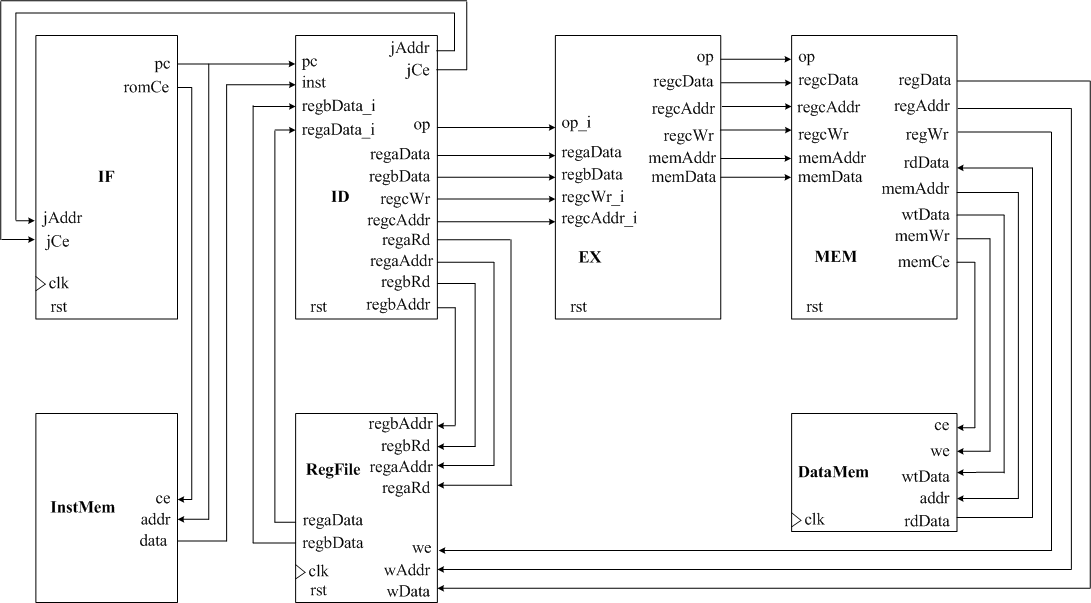 pc
romCe
IF
jAddr
jCe
clk
rst
jAddr
jCe
pc
inst
regbData_i
regaData_i
op
regaData
regbData
ID
regcWr
regcAddr
regaRd
regaAddr
regbRd
regbAddr
rst
op
regcData
regcAddr
op_i
regcWr
regaData
memAddr
regbData
memData
regcWr_i
regcAddr_i
EX
rst
op
regcData
regData
regcAddr
regAddr
regcWr
regWr
memAddr
rdData
memData
memAddr
wtData
memWr
MEM
memCe
rst
InstMem
ce
addr
data
regbAddr
regbRd
RegFile
regaAddr
regaRd
regaData
regbData
we
clk
wAddr
rst
wData
ce
we
DataMem
wtData
addr
clk
rdData